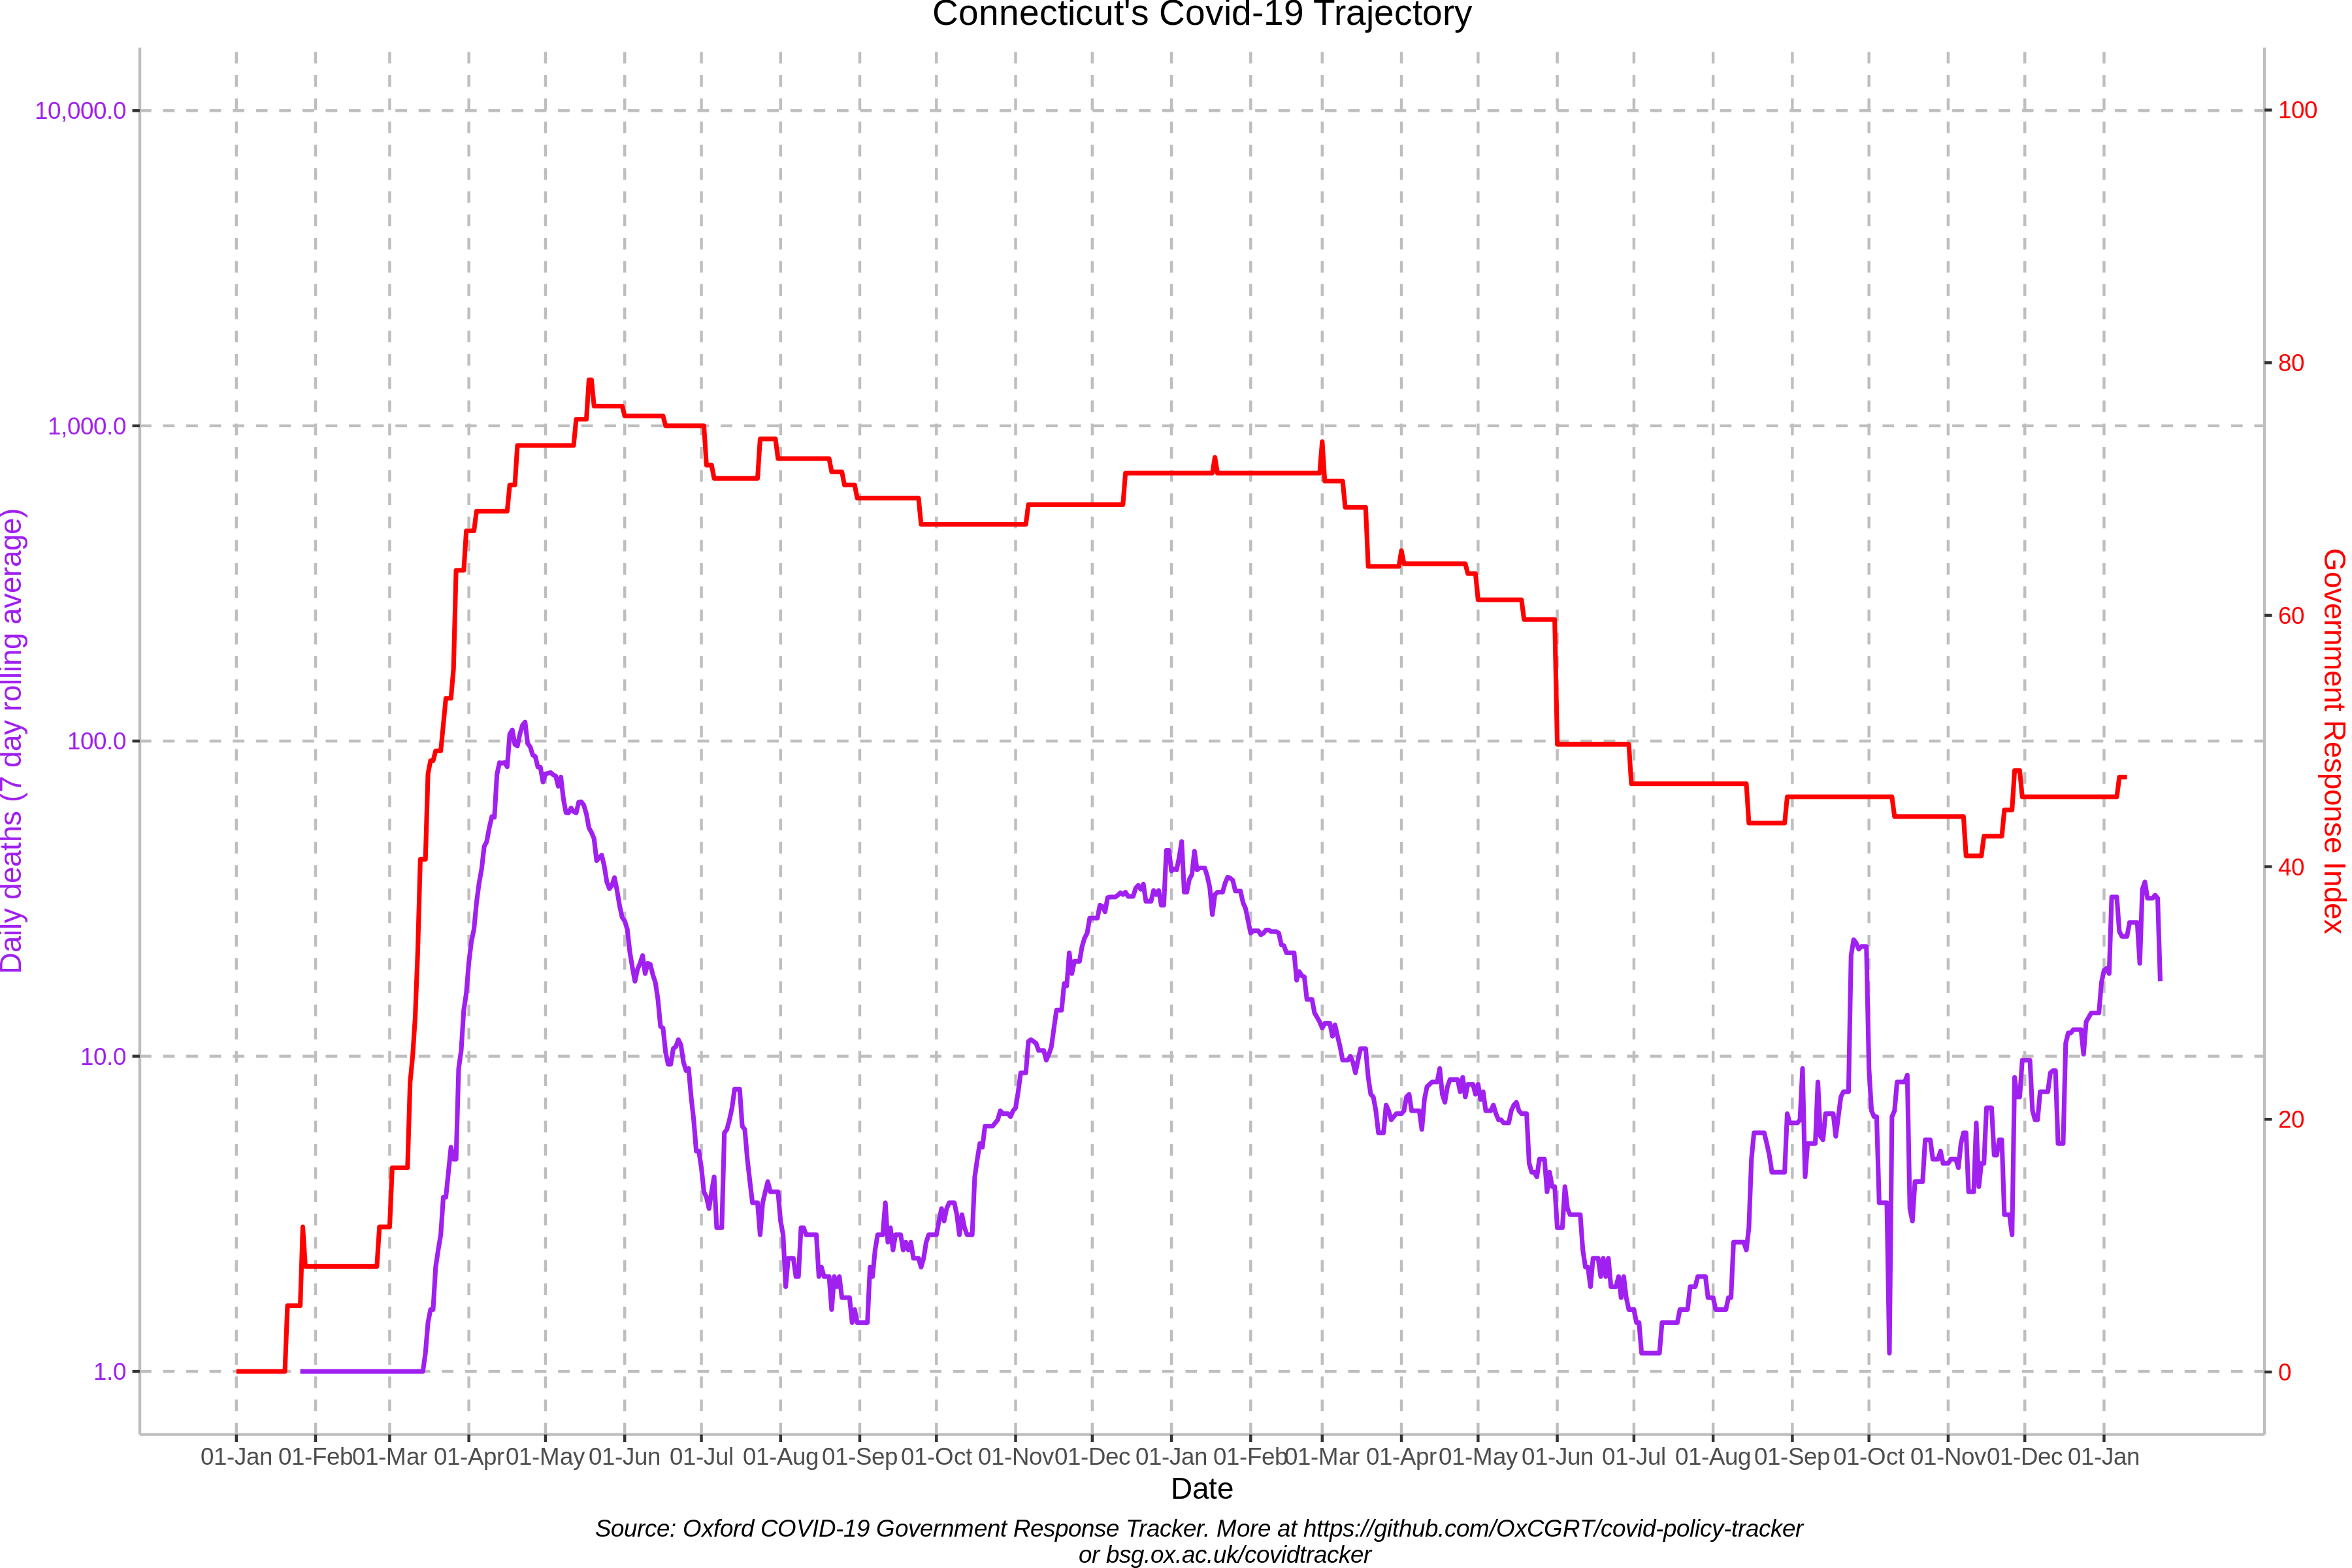 Connecticut's Covid-19 Trajectory
10,000.0
1,000.0
100.0
10.0
1.0
Daily deaths (7 day rolling average)
100
80
60
40
20
0
Government Response Index
01-Jan 01-Feb 01-Mar 01-Apr 01-May 01-Jun 01-Jul 01-Aug 01-Sep 01-Oct 01-Nov 01-Dec 01-Jan 01-Feb 01-Mar 01-Apr 01-May 01-Jun 01-Jul 01-Aug 01-Sep 01-Oct 01-Nov 01-Dec 01-Jan
Date
Source: Oxford COVID-19 Government Response Tracker. More at https://github.com/OxCGRT/covid-policy-tracker
or bsg.ox.ac.uk/covidtracker